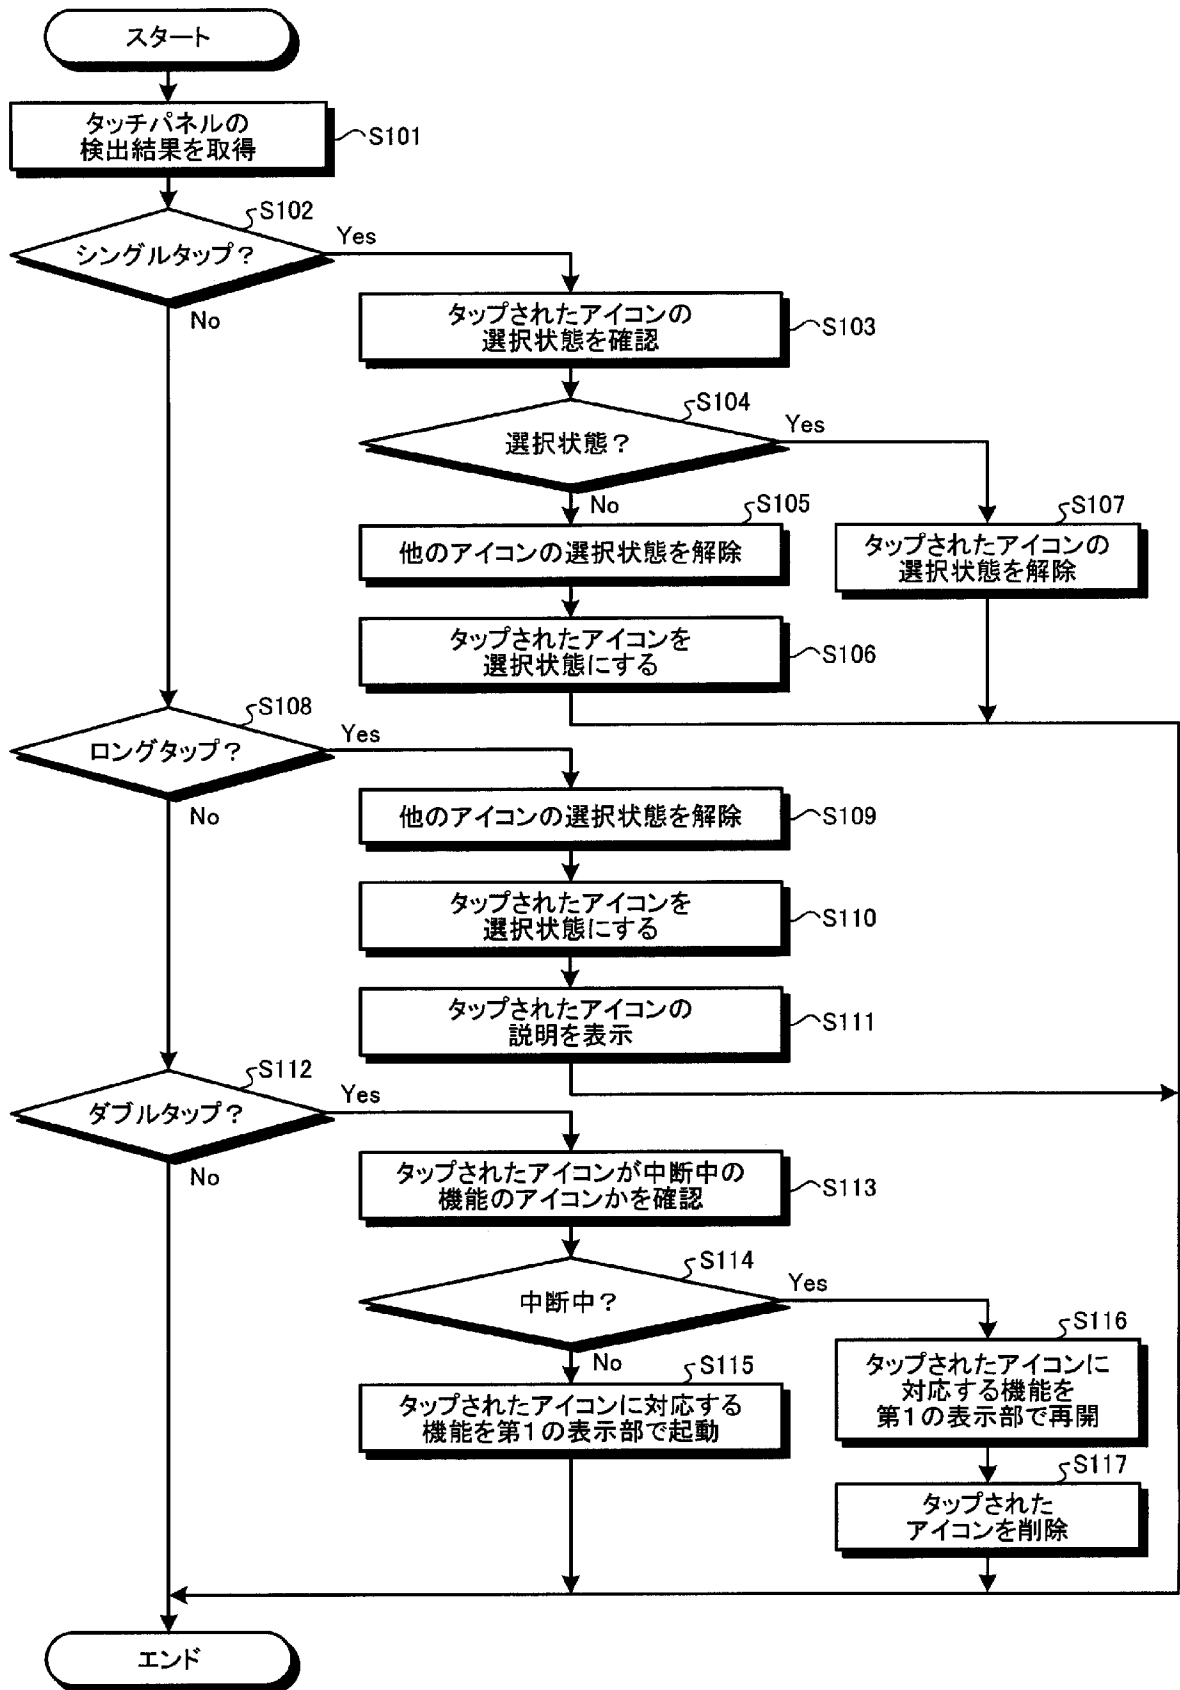 スタート
タッチパネルの
検出結果を取得
S101
S102
シングルタップ？
Yes
No
タップされたアイコンの
選択状態を確認
S103
S104
選択状態？
Yes
No
S105
他のアイコンの選択状態を解除
S107
タップされたアイコンの
選択状態を解除
タップされたアイコンを
選択状態にする
S106
S108
ロングタップ？
Yes
No
他のアイコンの選択状態を解除
S109
タップされたアイコンを
選択状態にする
S110
タップされたアイコンの
説明を表示
S111
S112
ダブルタップ？
Yes
No
タップされたアイコンが中断中の
機能のアイコンかを確認
S113
S114
中断中？
Yes
No
S115
タップされたアイコンに対応する
機能を第１の表示部で起動
S116
タップされたアイコンに
対応する機能を
第１の表示部で再開
S117
タップされた
アイコンを削除
エンド